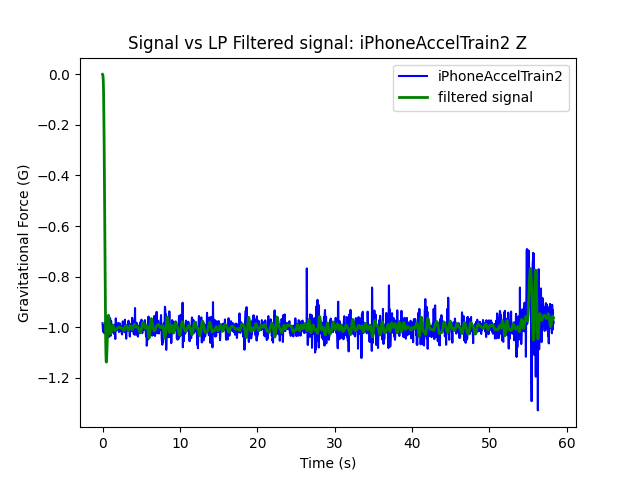 Signal vs LP Filtered signal: iPhoneAccelTrain2 Z
iPhoneAccelTrain2
filtered signal
Gravitational Force (G)
0.0
−0.2
−0.4
−0.6
−0.8
−1.0
−1.2
0 10 20 30 40 50 60
Time (s)